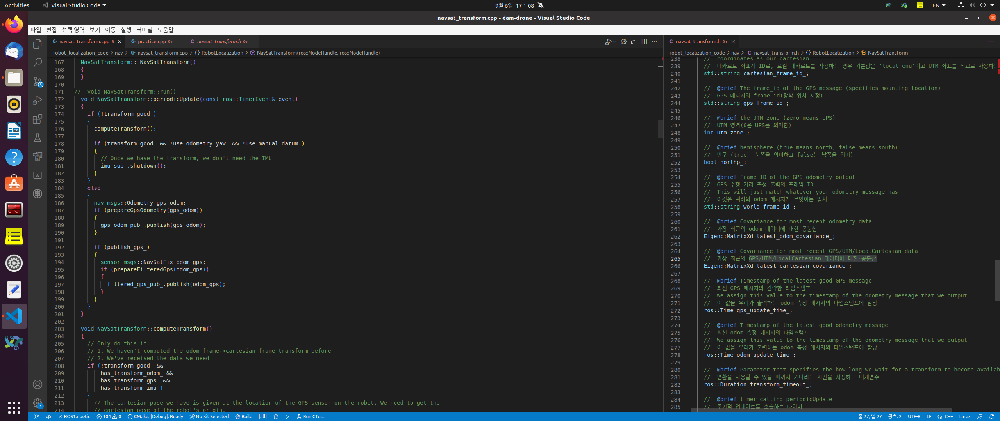 Activities
Visual Studio Code
9월 6일 17 : 08
EN
navsat_transform.cpp - dam-drone - Visual Studio Code
파일 편집 선택 영역 보기 이동 실행 터미널 도움말
navsat_transform.cpp 8
practice.cpp 9+
navsat_transform.h 9+
robot_localization_code > nav > navsat_transform.cpp > {} RobotLocalization > NavSatTransform(ros::NodeHandle, ros::NodeHandle)
167 NavSatTransform::~NavSatTransform()
168 {
169 }
170
171 //  void NavSatTransform::run()
172 void NavSatTransform::periodicUpdate(const ros::TimerEvent& event)
173 {
174 if (!transform_good_)
175 {
176 computeTransform();
177
178 if (transform_good_ && !use_odometry_yaw_ && !use_manual_datum_)
179 {
180 // Once we have the transform, we don't need the IMU
181 imu_sub_.shutdown();
182 }
183 }
184 else
185 {
186 nav_msgs::Odometry gps_odom;
187 if (prepareGpsOdometry(gps_odom))
188 {
189 gps_odom_pub_.publish(gps_odom);
190 }
191
192 if (publish_gps_)
193 {
194 sensor_msgs::NavSatFix odom_gps;
195 if (prepareFilteredGps(odom_gps))
196 {
197 filtered_gps_pub_.publish(odom_gps);
198 }
199 }
200 }
201 }
202
203 void NavSatTransform::computeTransform()
204 {
205 // Only do this if:
206 // 1. We haven't computed the odom_frame->cartesian_frame transform before
207 // 2. We've received the data we need
208 if (!transform_good_ &&
209 has_transform_odom_ &&
210 has_transform_gps_ &&
211 has_transform_imu_)
212 {
213 // The cartesian pose we have is given at the location of the GPS sensor on the robot. We need to get the
214 // cartesian pose of the robot's origin.
navsat_transform.h 9+
robot_localization_code > nav > navsat_transform.h > {} RobotLocalization > NavSatTransform
238 //! coordinates as our cartesian.
239 //! 데카르트 좌표계 ID로, 로컬 데카르트를 사용하는 경우 기본값은 'local_enu'이고 UTM 좌표를 직교로 사용하는
240 std::string cartesian_frame_id_;
241
242 //! @brief The frame_id of the GPS message (specifies mounting location)
243 //! GPS 메시지의 frame_id(장착 위치 지정)
244 std::string gps_frame_id_;
245
246 //! @brief the UTM zone (zero means UPS)
247 //! UTM 영역(0은 UPS를 의미함)
248 int utm_zone_;
249
250 //! @brief hemisphere (true means north, false means south)
251 //! 반구 (true는 북쪽을 의미하고 false는 남쪽을 의미)
252 bool northp_;
253
254 //! @brief Frame ID of the GPS odometry output
255 //! GPS 주행 거리 측정 출력의 프레임 ID
256 //! This will just match whatever your odometry message has
257 //! 이것은 귀하의 odom 메시지가 무엇이든 일치
258 std::string world_frame_id_;
259
260 //! @brief Covariance for most recent odometry data
261 //! 가장 최근의 odom 데이터에 대한 공분산
262 Eigen::MatrixXd latest_odom_covariance_;
263
264 //! @brief Covariance for most recent GPS/UTM/LocalCartesian data
265 //! 가장 최근의 GPS/UTM/LocalCartesian 데이터에 대한 공분산
266 Eigen::MatrixXd latest_cartesian_covariance_;
267
268 //! @brief Timestamp of the latest good GPS message
269 //! 최신 GPS 메시지의 간략한 타임스탬프
270 //! We assign this value to the timestamp of the odometry message that we output
271 //! 이 값을 우리가 출력하는 odom 측정 메시지의 타임스탬프에 할당
272 ros::Time gps_update_time_;
273
274 //! @brief Timestamp of the latest good odometry message
275 //! 최신 odom 측정 메시지의 타임스탬프
276 //! We assign this value to the timestamp of the odometry message that we output
277 //! 이 값을 우리가 출력하는 odom 측정 메시지의 타임스탬프에 할당
278 ros::Time odom_update_time_;
279
280 //! @brief Parameter that specifies the how long we wait for a transform to become availab
281 //! 변환을 사용할 수 있을 때까지 기다리는 시간을 지정하는 매개변수
282 ros::Duration transform_timeout_;
283
284 //! @brief timer calling periodicUpdate
285 //! 주기적 업데이트를 호출하는 타이머
ROS1.noetic 104 0 CMake: [Debug]: Ready No Kit Selected Build [all] Run CTest
줄 27, 열 27 공백: 2 UTF-8 LF C++ Linux